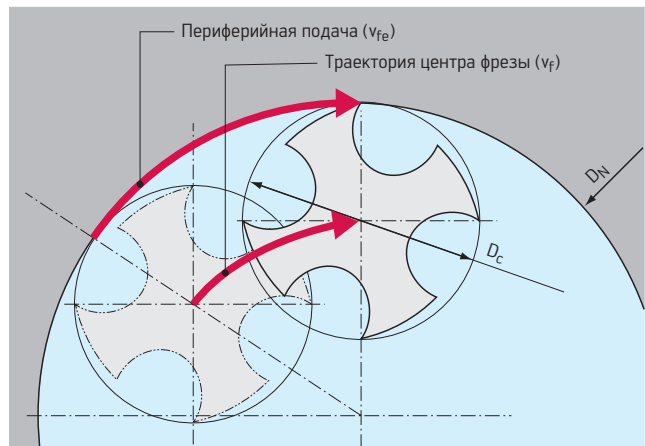 Периферийная подача (vfe)
Траектория центра фрезы (vf)
DN
Dc